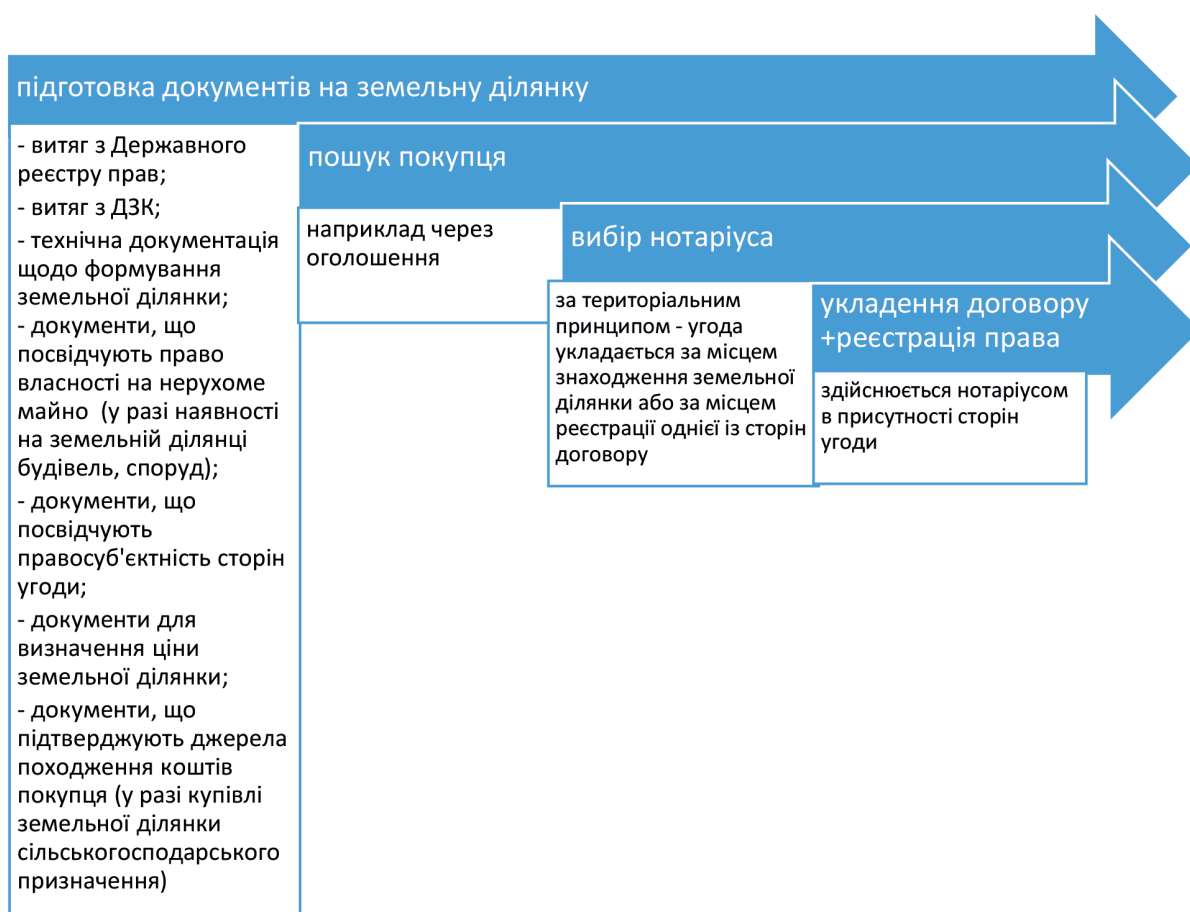 підготовка документів на земельну ділянку
- витяг з Державного
реєстру прав;
- витяг з ДЗК;
- технічна документація
щодо формування
земельної ділянки;
- документи, що
посвідчують право
власності на нерухоме
майно (у разі наявності
на земельній ділянці
будівель, споруд);
- документи, що
посвідчують
правосуб'єктність сторін
угоди;
- документи для
визначення ціни
земельної ділянки;
- документи, що
підтверджують джерела
походження коштів
покупця (у разі купівлі
земельної ділянки
сільськогосподарського
призначення)
пошук покупця
наприклад через
оголошення
вибір нотаріуса
за територіальним
принципом - угода
укладається за місцем
знаходження земельної
ділянки або за місцем
реєстрації однієї із сторін
договору
укладення договору
+реєстрація права
здійснюється нотаріусом
в присутності сторін
угоди